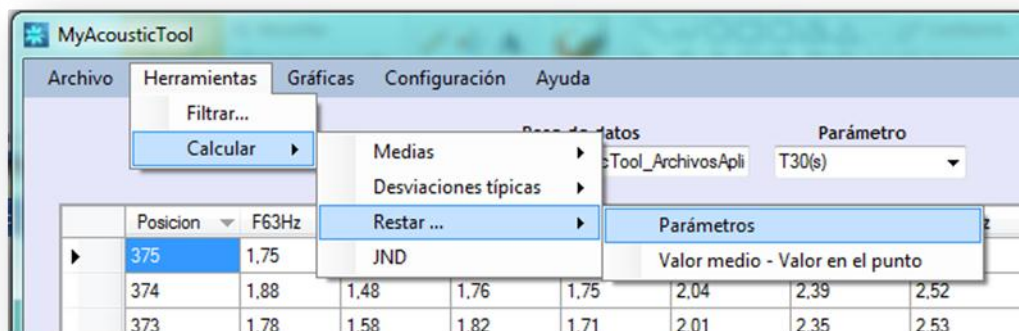 MyAcousticTool
Archivo Herramientas Gráficas Configuración Ayuda
Filtrar...
Calcular
Medias
Desviaciones típicas
Restar ...
JND
Parámetros
Valor medio - Valor en el punto
datos Parámetro
cTool_ArchivosApli T30(s)
Posicion F63Hz z
375 1,75
374 1,88 1,48 1,76 1,75 2,04 2,39 2,52
373 1,78 1,58 1,82 1,71 2,01 2,35 2,53